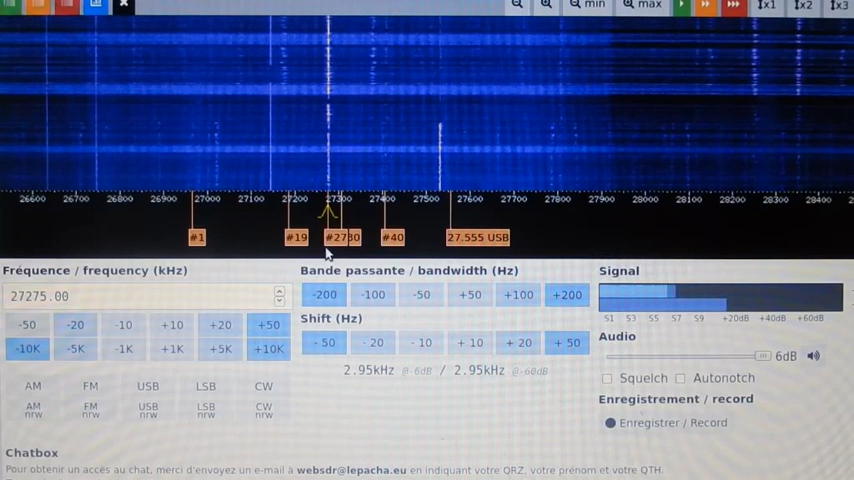 min max x1 x2 x3
26600 26700 26800 26900 27000 27100 27200 27300 27400 27500 27600 27700 27800 27900 28000 28100 28200 28300 28400
#1 #19 #27 30 #40 27.555 USB
Fréquence / frequency (kHz)
27275.00
-50 -20 -10 +10 +20 +50
-10K -5K -1K +1K +5K +10K
AM FM USB LSB CW
AM nrw FM nrw USB nrw LSB nrw CW nrw
Bande passante / bandwidth (Hz)
-200 -100 -50 +50 +100 +200
Shift (Hz)
- 50 - 20 - 10 + 10 + 20 + 50
2.95kHz @-6dB / 2.95kHz @-60dB
Signal
S1 S3 S5 S7 S9 +20dB +40dB +60dB
Audio
6dB
Squelch Autonotch
Enregistrement / record
Enregistrer / Record
Chatbox
Pour obtenir un accès au chat, merci d'envoyez un e-mail à websdr@lepacha.eu en indiquant votre QRZ, votre prénom et votre QTH.